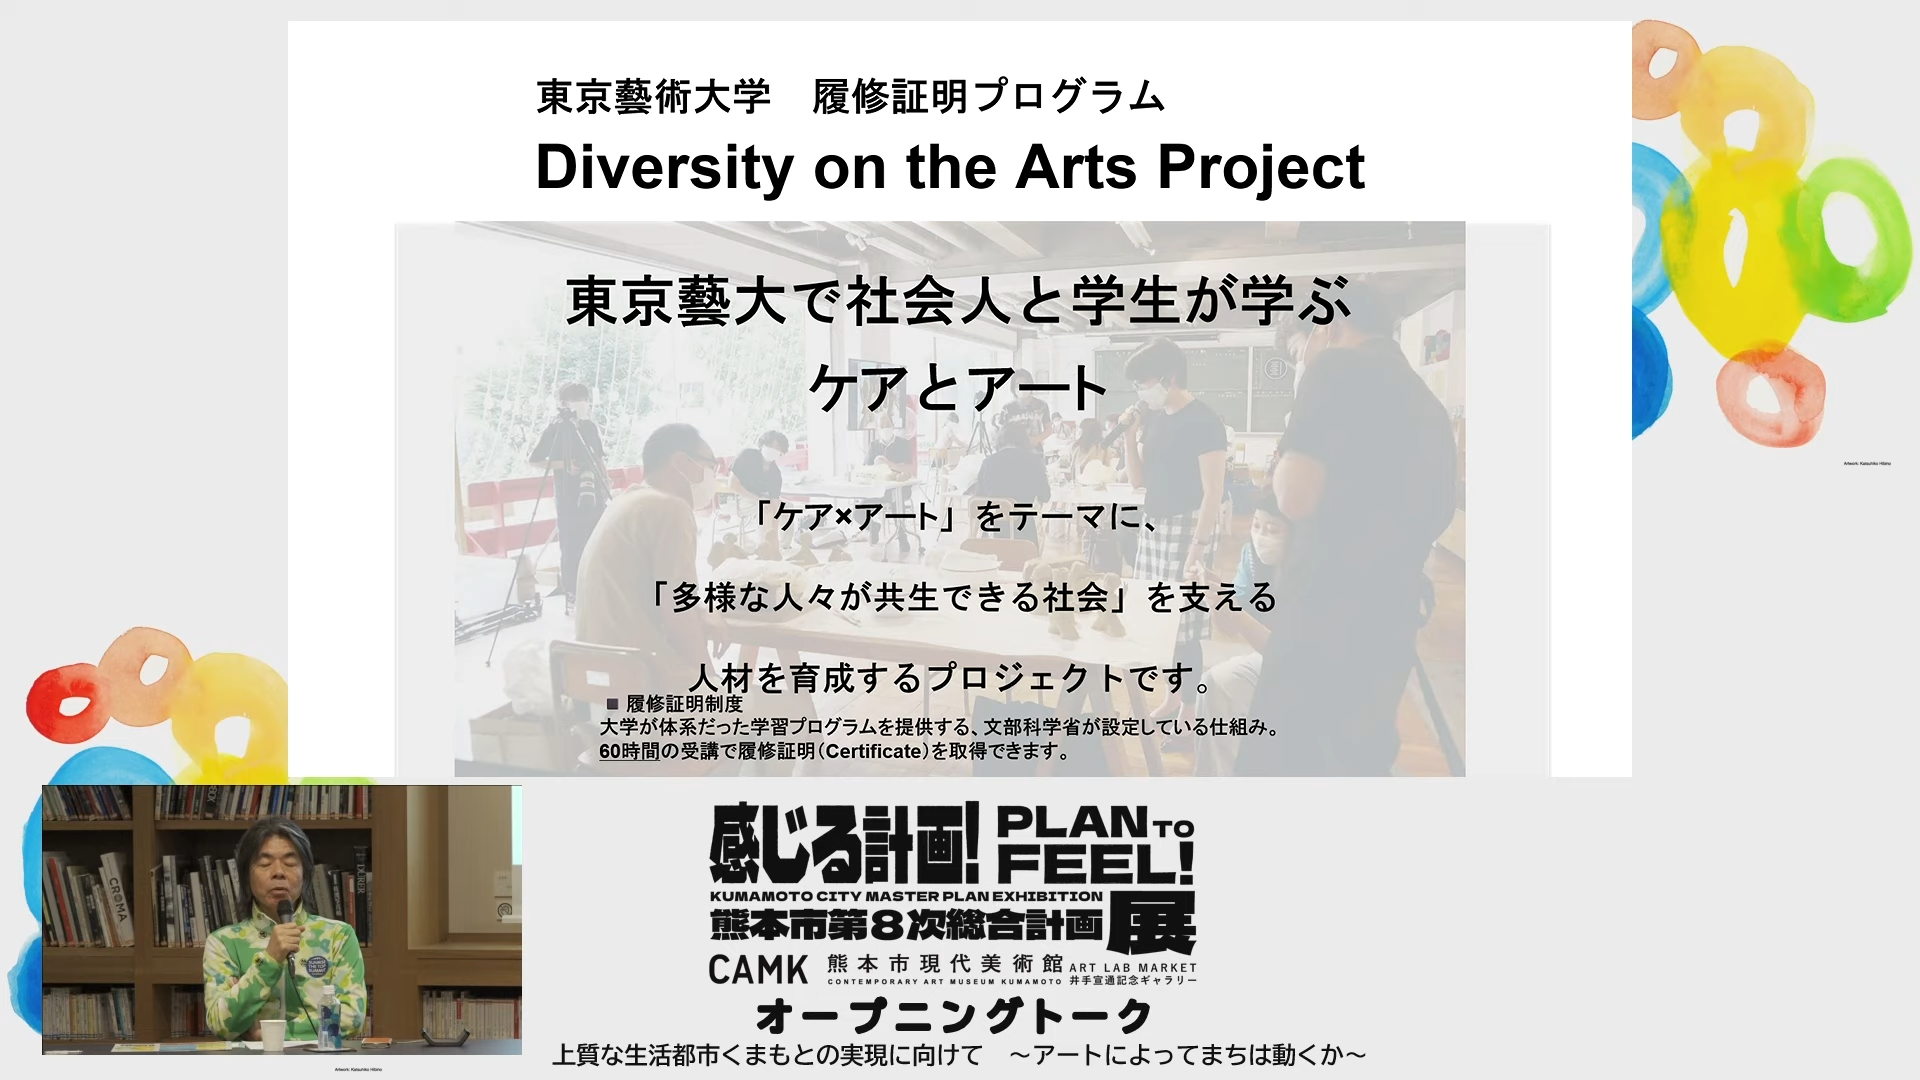 東京藝術大学　履修証明プログラム
Diversity on the Arts Project
東京藝大で社会人と学生が学ぶ
ケアとアート
「ケア×アート」をテーマに、
「多様な人々が共生できる社会」を支える
人材を育成するプロジェクトです。
■ 履修証明制度
大学が体系だった学習プログラムを提供する、文部科学省が設定している仕組み。
60時間の受講で履修証明（Certificate）を取得できます。
Artwork: Katsuhiko Hibino
CROMA
DÜRER
感じる計画! PLAN TO FEEL!
KUMAMOTO CITY MASTER PLAN EXHIBITION
熊本市第8次総合計画展
CAMK 熊本市現代美術館 ART LAB MARKET
CONTEMPORARY ART MUSEUM KUMAMOTO 井手宣通記念ギャラリー
オープニングトーク
上質な生活都市くまもとの実現に向けて　～アートによってまちは動くか～
Artwork: Katsuhiko Hibino